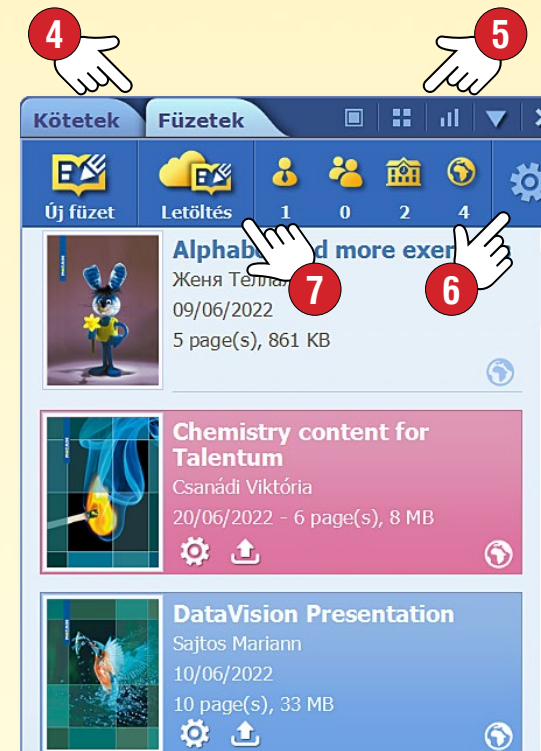 4
5
Kötetek
Füzetek
Új füzet
Letöltés
1
0
2
4
7
6
more exer
Женя
09/06/2022
5 page(s), 861 KB
Chemistry content for
Talentum
Csanádi Viktória
20/06/2022 - 6 page(s), 8 MB
DataVision Presentation
Sajtos Mariann
10/06/2022
10 page(s), 33 MB